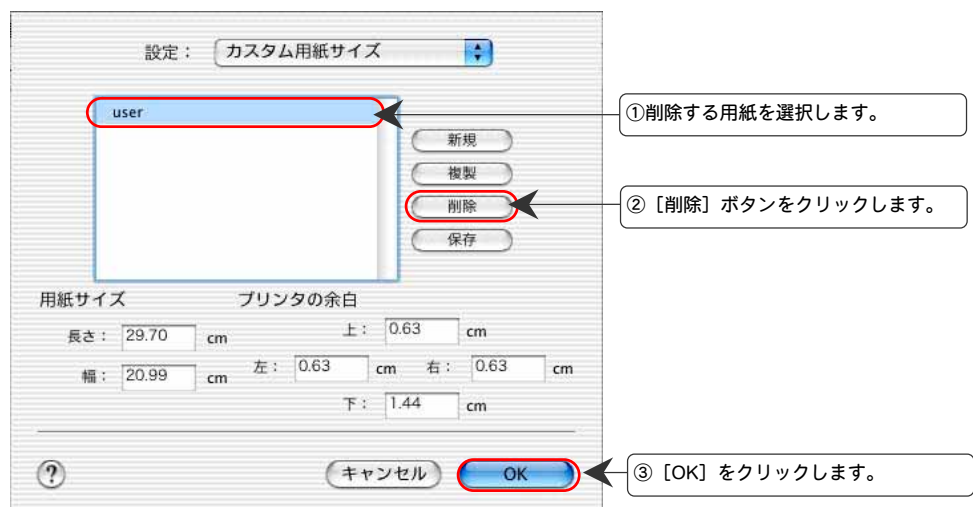 設定： カスタム用紙サイズ
user
①削除する用紙を選択します。
新規
複製
削除
②［削除］ボタンをクリックします。
保存
用紙サイズ プリンタの余白
長さ： 29.70 cm 上： 0.63 cm
幅： 20.99 cm 左： 0.63 cm 右： 0.63 cm
下： 1.44 cm
? キャンセル OK
③［OK］をクリックします。